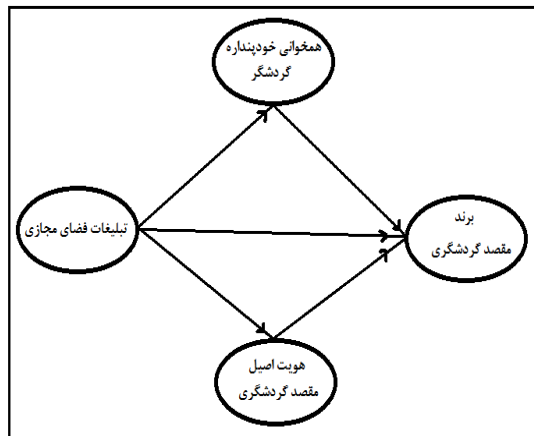 همخوانی خودپنداره
گردشگر
تبلیغات فضای مجازی
برند
مقصد گردشگری
هویت اصیل
مقصد گردشگری